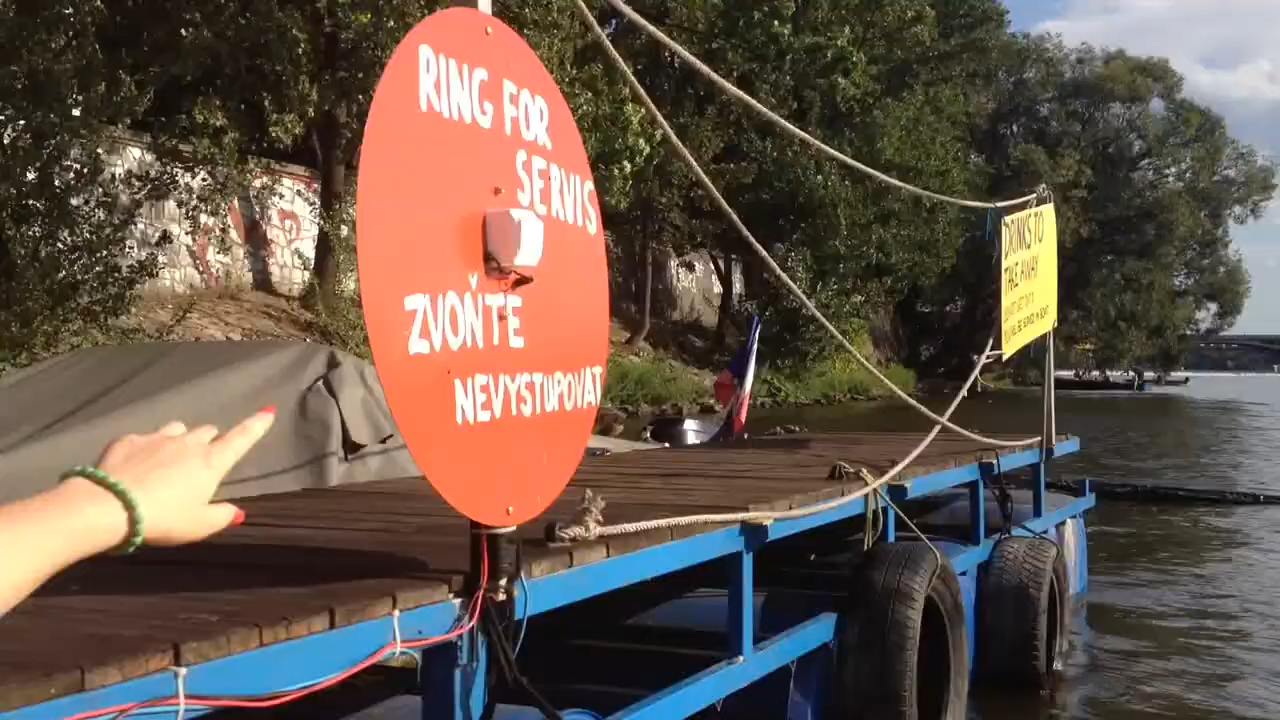 RING FOR
SERVIS
ZVOŇTE
NEVYSTUPOVAT
DRINKS TO
TAKE AWAY